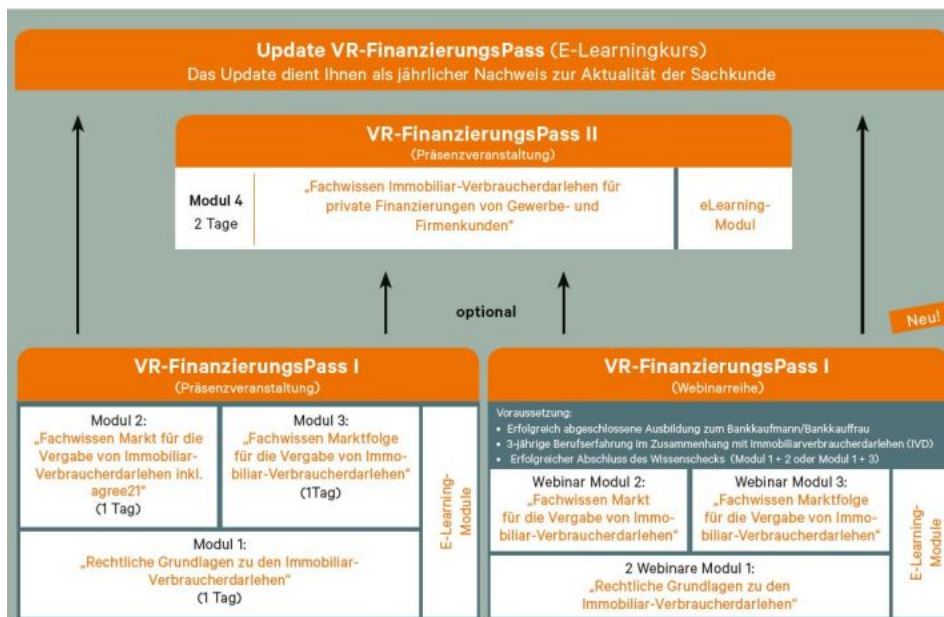 Update VR-FinanzierungsPass (E-Learningkurs)
Das Update dient Ihnen als jährlicher Nachweis zur Aktualität der Sachkunde
VR-FinanzierungsPass II
(Präsenzveranstaltung)
Modul 4
2 Tage
„Fachwissen Immobiliar-Verbraucherdarlehen für
private Finanzierungen von Gewerbe- und
Firmenkunden“
eLearning-
Modul
optional
Neu!
VR-FinanzierungsPass I
(Präsenzveranstaltung)
Modul 2:
„Fachwissen Markt für die
Vergabe von Immobiliar-
Verbraucherdarlehen inkl.
agree21“
(1 Tag)
Modul 3:
„Fachwissen Marktfolge
für die Vergabe von Immo-
biliar-Verbraucherdarlehen“
(1Tag)
Modul 1:
„Rechtliche Grundlagen zu den Immobiliar-
Verbraucherdarlehen“
(1 Tag)
E-Learning-
Module
VR-FinanzierungsPass I
(Webinarreihe)
Voraussetzung:
• Erfolgreich abgeschlossene Ausbildung zum Bankkaufmann/Bankkauffrau
• 3-jährige Berufserfahrung im Zusammenhang mit Immobiliarverbraucherdarlehen (IVD)
• Erfolgreicher Abschluss des Wissenschecks (Modul 1 + 2 oder Modul 1 + 3)
Webinar Modul 2:
„Fachwissen Markt
für die Vergabe von Immo-
biliar-Verbraucherdarlehen“
Webinar Modul 3:
„Fachwissen Marktfolge
für die Vergabe von Immo-
biliar-Verbraucherdarlehen“
2 Webinare Modul 1:
„Rechtliche Grundlagen zu den
Immobiliar-Verbraucherdarlehen“
E-Learning-
Module